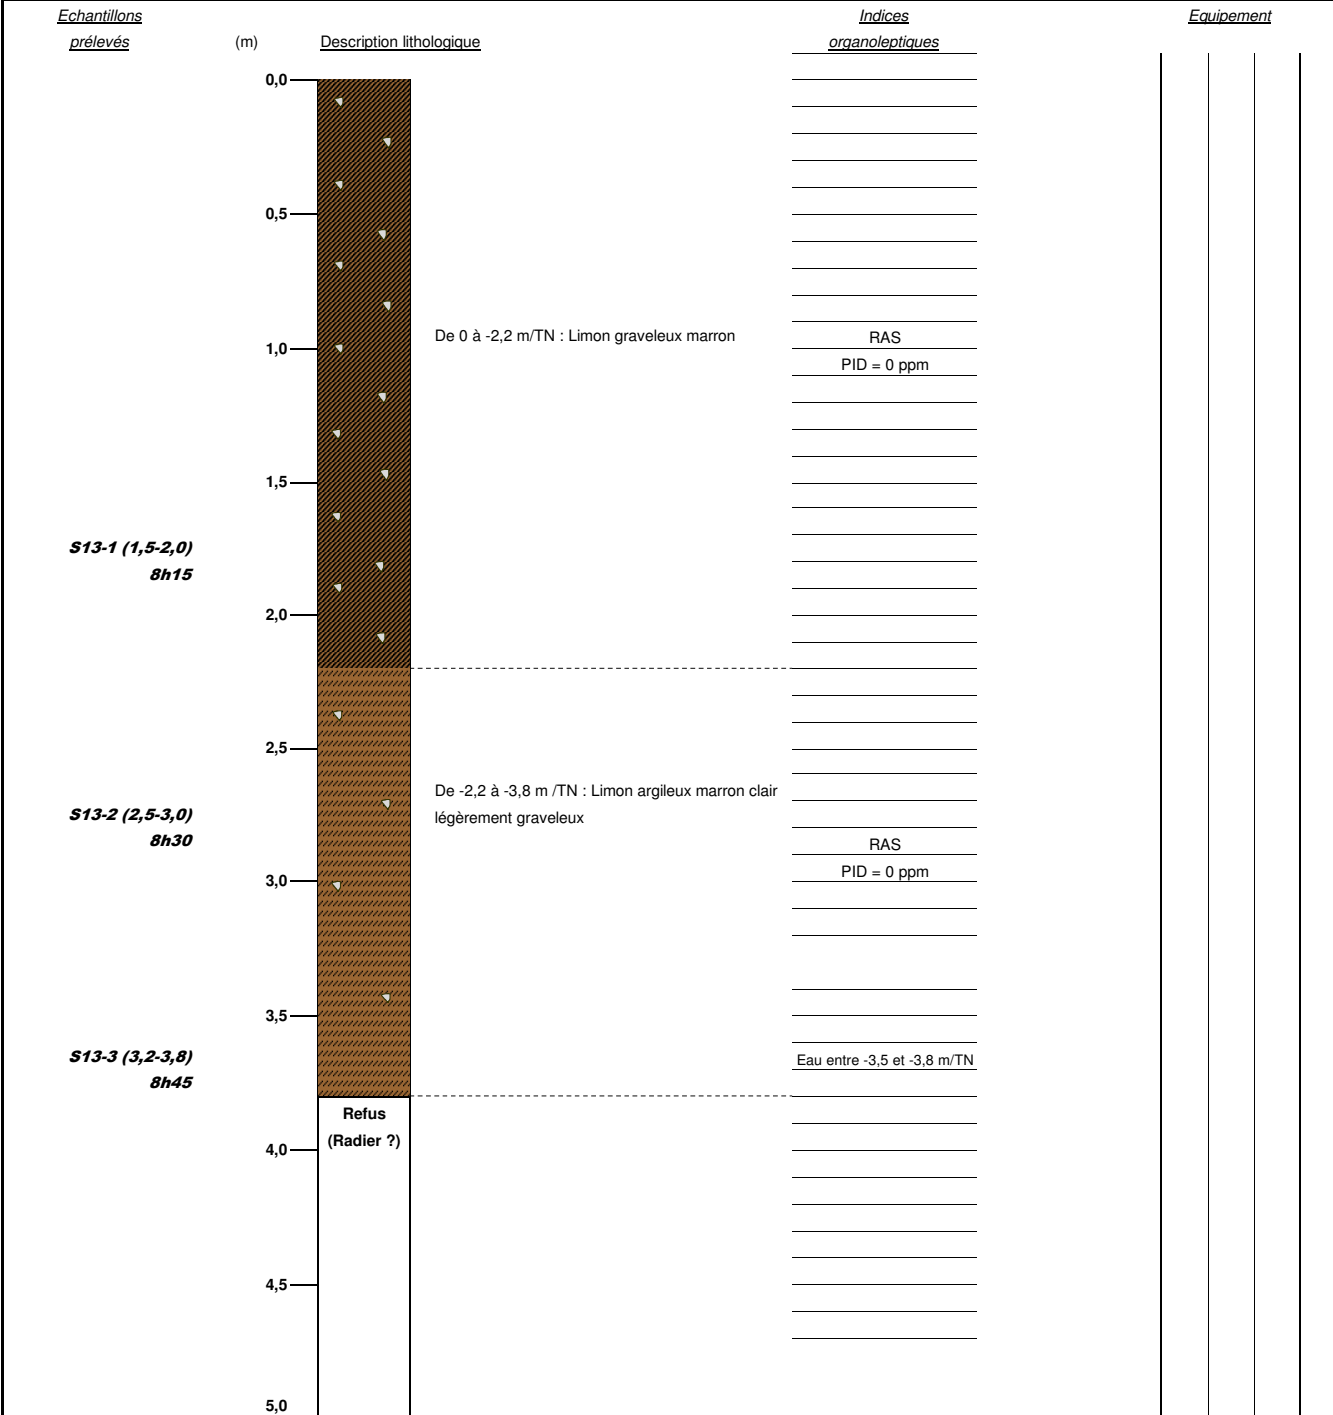 Echantillons
prélevés
(m)
Description lithologique
Indices
organoleptiques
Equipement
0,0
0,5
De 0 à -2,2 m/TN : Limon graveleux marron
RAS
1,0
PID = 0 ppm
1,5
S13-1 (1,5-2,0)
8h15
2,0
2,5
De -2,2 à -3,8 m /TN : Limon argileux marron clair
légèrement graveleux
S13-2 (2,5-3,0)
8h30
RAS
PID = 0 ppm
3,0
3,5
S13-3 (3,2-3,8)
8h45
Eau entre -3,5 et -3,8 m/TN
Refus
(Radier ?)
4,0
4,5
5,0